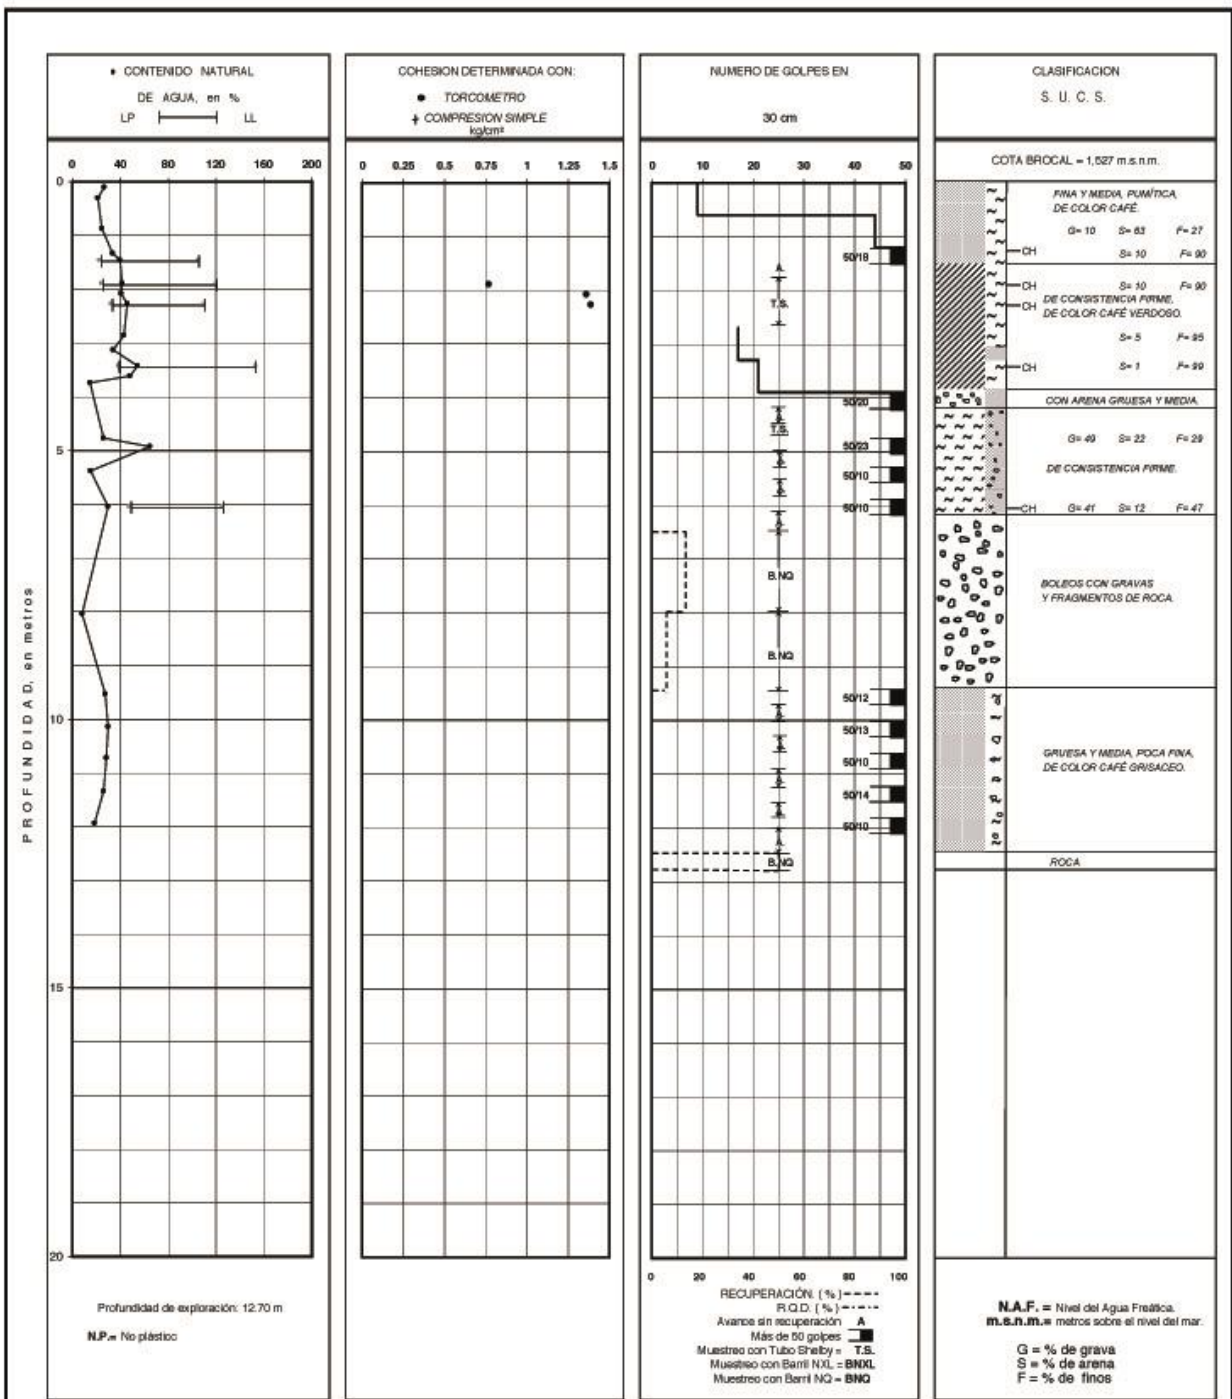 CONTENIDO NATURAL
DE AGUA, en %
LP LL
COHESION DETERMINADA CON:
TORCOMETRO
COMPRESION SIMPLE
kg/cm²
NUMERO DE GOLPES EN
30 cm
CLASIFICACION
S. U. C. S.
0 40 80 120 160 200
0 0.25 0.5 0.75 1 1.25 1.5
0 10 20 30 40 50
COTA BROCAL = 1,527 m.s.n.m.
0
FINA Y MEDIA, PUMÍTICA,
DE COLOR CAFÉ.
G= 10 S= 63 F= 27
CH S= 10 F= 90
50/18
A
CH S= 10 F= 90
T.S.
DE CONSISTENCIA FIRME,
CH DE COLOR CAFÉ VERDOSO.
S= 5 F= 95
CH S= 1 F= 99
50/20
CON ARENA GRUESA Y MEDIA.
A
T.S.
G= 49 S= 22 F= 29
50/23
5
A
DE CONSISTENCIA FIRME.
50/10
A
50/10
CH G= 41 S= 12 F= 47
A
B.NQ
BOLEOS CON GRAVAS
Y FRAGMENTOS DE ROCA.
B.NQ
PROFUNDIDAD, en metros
50/12
A
10
50/13
A
GRUESA Y MEDIA, POCA FINA,
DE COLOR CAFÉ GRISACEO.
50/10
A
50/14
A
50/10
A
B.NQ
ROCA
15
20
0 20 40 60 80 100
RECUPERACIÓN. ( % )
R.Q.D. ( % )
Avance sin recuperación A
Más de 50 golpes
Muestreo con Tubo Shelby = T.S.
Muestreo con Barril NXL = BNXL
Muestreo con Barril NQ = BNQ
Profundidad de exploración: 12.70 m
N.P.= No plástico
N.A.F. = Nivel del Agua Freática.
m.s.n.m.= metros sobre el nivel del mar.
G = % de grava
S = % de arena
F = % de finos